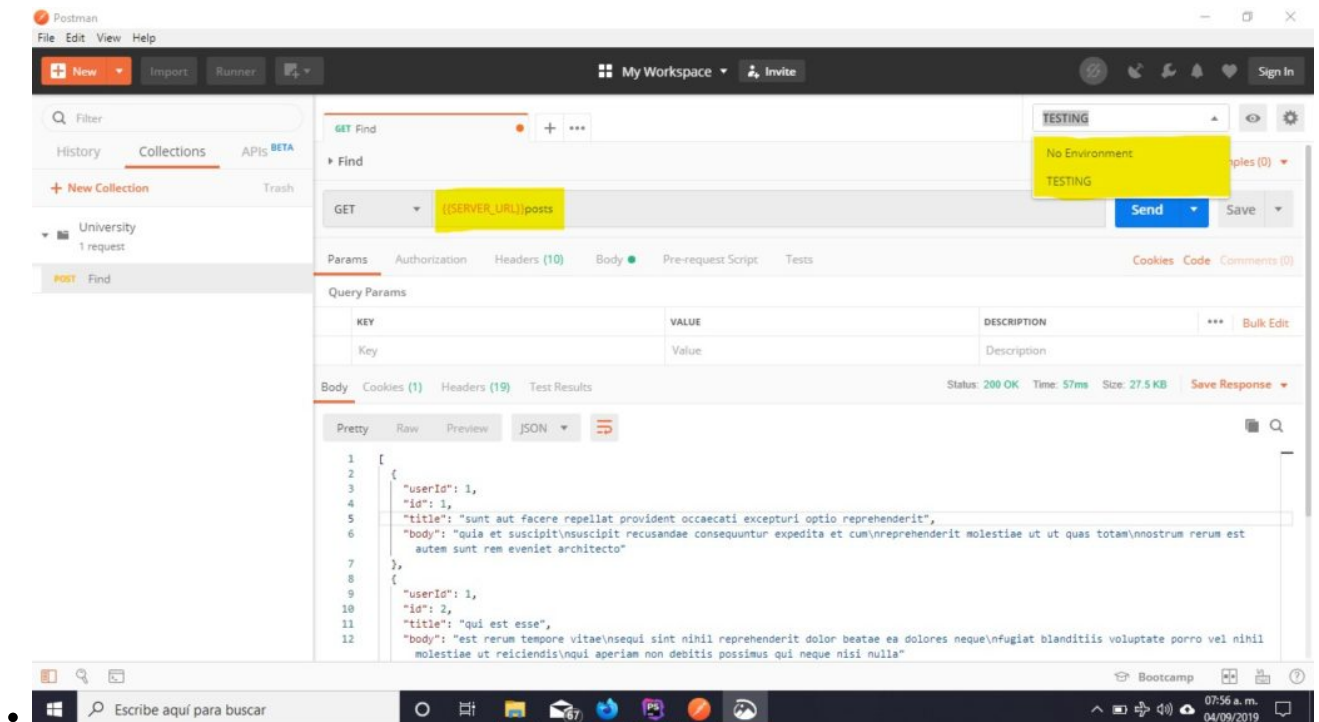 Postman
File Edit View Help
New Import Runner My Workspace Invite Sign In
Filter
History Collections APIs BETA
+ New Collection Trash
University
1 request
POST Find
GET Find + •••
TESTING
No Environment
TESTING
Find
ples (0)
GET {{SERVER_URL}}posts Send Save
Params Authorization Headers (10) Body Pre-request Script Tests Cookies Code Comments (0)
Query Params
KEY VALUE DESCRIPTION ••• Bulk Edit
Key Value Description
Body Cookies (1) Headers (19) Test Results Status: 200 OK Time: 57ms Size: 27.5 KB Save Response
Pretty Raw Preview JSON
1 [
2 {
3 "userId": 1,
4 "id": 1,
5 "title": "sunt aut facere repellat provident occaecati excepturi optio reprehenderit",
6 "body": "quia et suscipit\nsuscipit recusandae consequuntur expedita et cum\nreprehenderit molestiae ut ut quas totam\nnostrum rerum est
autem sunt rem eveniet architecto"
7 },
8 {
9 "userId": 1,
10 "id": 2,
11 "title": "qui est esse",
12 "body": "est rerum tempore vitae\nsequi sint nihil reprehenderit dolor beatae ea dolores neque\nfugiat blanditiis voluptate porro vel nihil
molestiae ut reiciendis\nqui aperiam non debitis possimus qui neque nisi nulla"
Bootcamp
Escribe aquí para buscar 67 PS 07:56 a. m.
04/09/2019